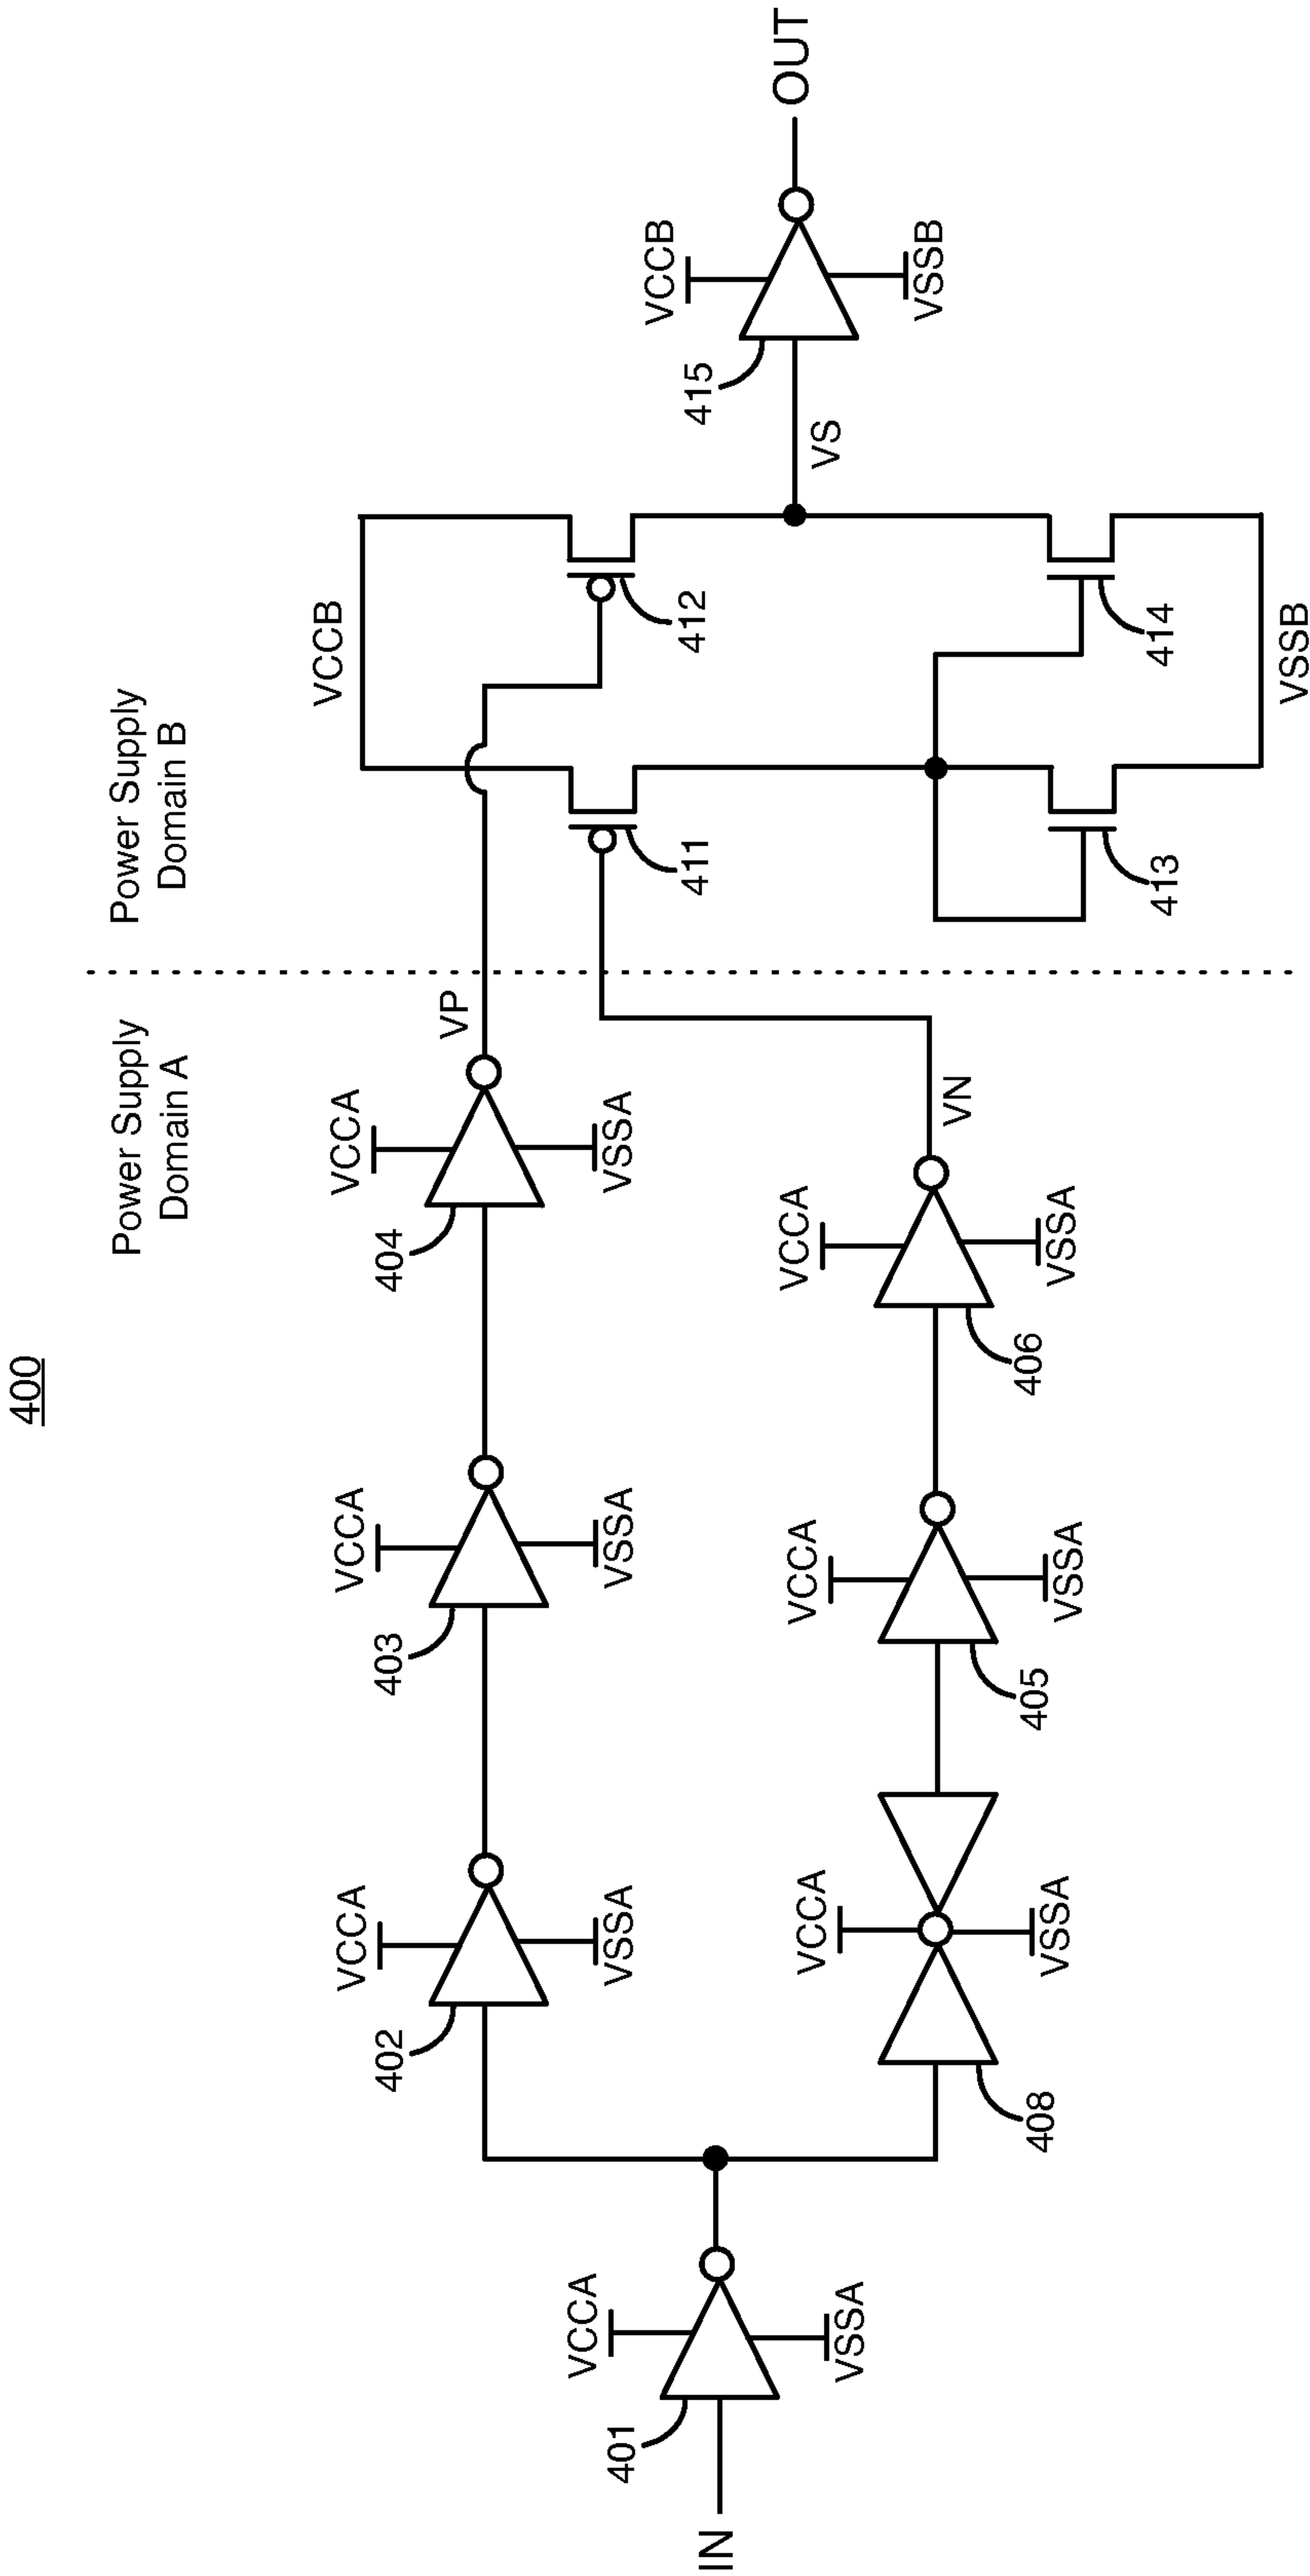 400
Power Supply
Domain A
Power Supply
Domain B
IN
401
VCCA
VSSA
402
VCCA
VSSA
403
VCCA
VSSA
404
VCCA
VSSA
VP
408
VCCA
VSSA
405
VCCA
VSSA
406
VCCA
VSSA
VN
VCCB
411
412
413
414
VSSB
VS
415
VCCB
VSSB
OUT